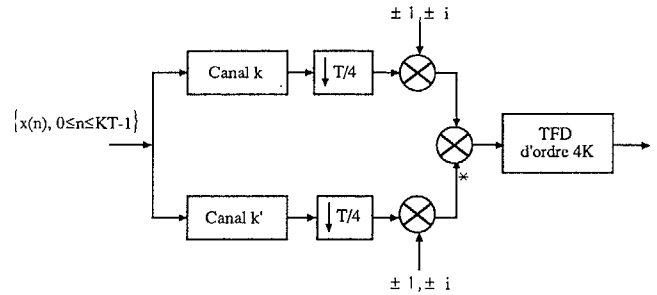 ± 1, ± i
Canal k
↓ T/4
{x(n), 0≤n≤KT-1}
TFD
d'ordre 4K
*
Canal k'
↓ T/4
± 1, ± i